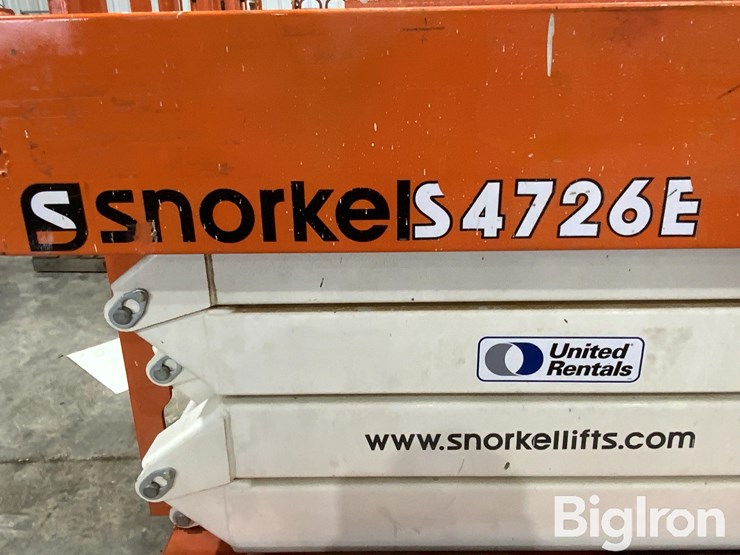 S snorkel S4726E
United
Rentals
www.snorkellifts.com
BigIron